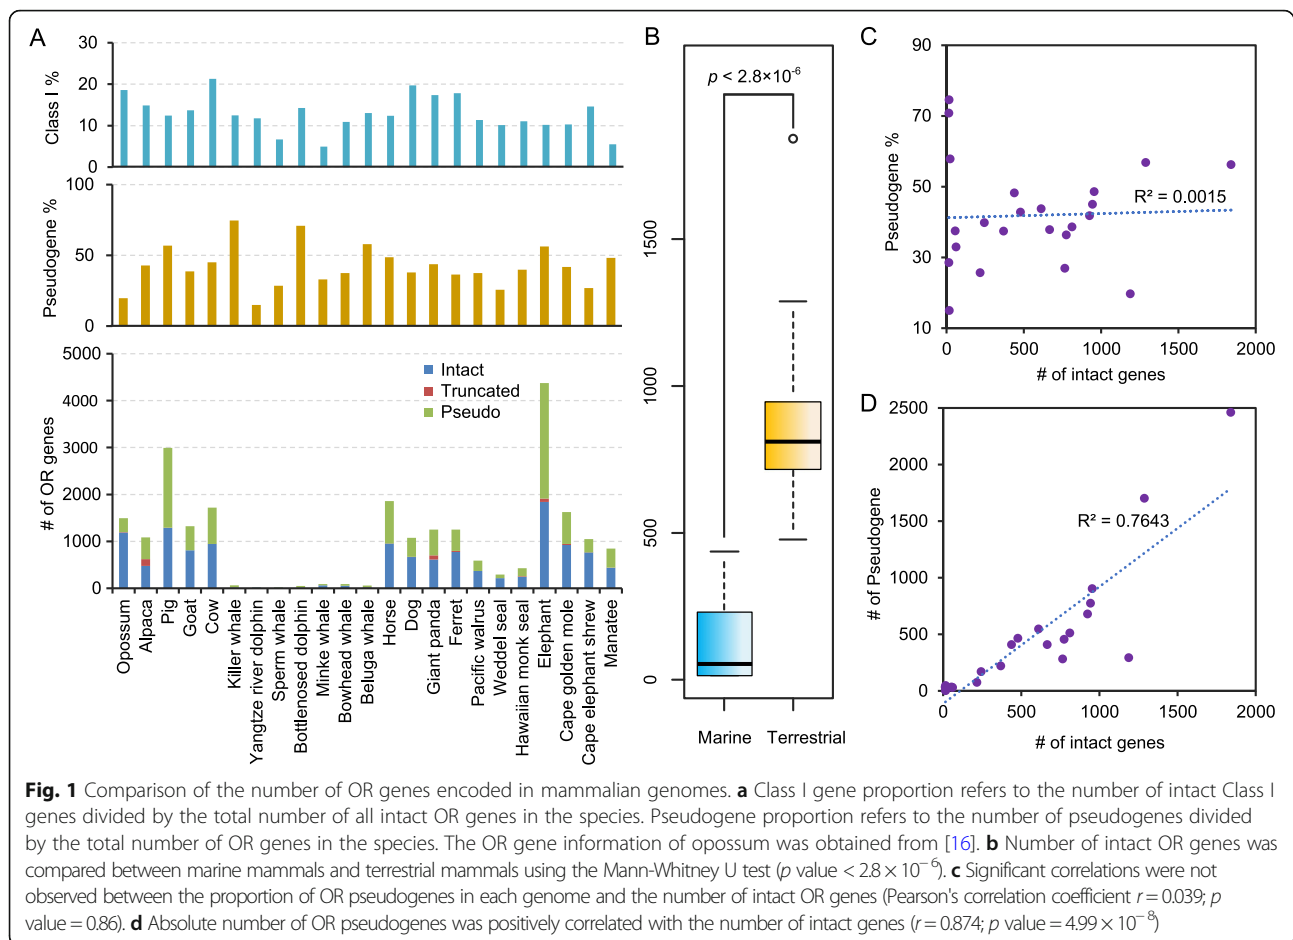 A
30
20
10
0
Class I %
100
50
0
Pseudogene %
5000
4000
3000
2000
1000
0
# of OR genes
Intact
Truncated
Pseudo
Opossum
Alpaca
Pig
Goat
Cow
Killer whale
Yangtze river dolphin
Sperm whale
Bottlenosed dolphin
Minke whale
Bowhead whale
Beluga whale
Horse
Dog
Giant panda
Ferret
Pacific walrus
Weddel seal
Hawaiian monk seal
Elephant
Cape golden mole
Cape elephant shrew
Manatee
B
p < 2.8×10-6
1500
1000
500
0
Marine
Terrestrial
C
90
70
50
30
10
Pseudogene %
R² = 0.0015
0 500 1000 1500 2000
# of intact genes
D
2500
2000
1500
1000
500
0
# of Pseudogene
R² = 0.7643
0 500 1000 1500 2000
# of intact genes
Fig. 1 Comparison of the number of OR genes encoded in mammalian genomes. a Class I gene proportion refers to the number of intact Class I
genes divided by the total number of all intact OR genes in the species. Pseudogene proportion refers to the number of pseudogenes divided
by the total number of OR genes in the species. The OR gene information of opossum was obtained from [16]. b Number of intact OR genes was
compared between marine mammals and terrestrial mammals using the Mann-Whitney U test (p value < 2.8 × 10⁻⁶). c Significant correlations were not
observed between the proportion of OR pseudogenes in each genome and the number of intact OR genes (Pearson's correlation coefficient r = 0.039; p
value = 0.86). d Absolute number of OR pseudogenes was positively correlated with the number of intact genes (r = 0.874; p value = 4.99 × 10⁻⁸)